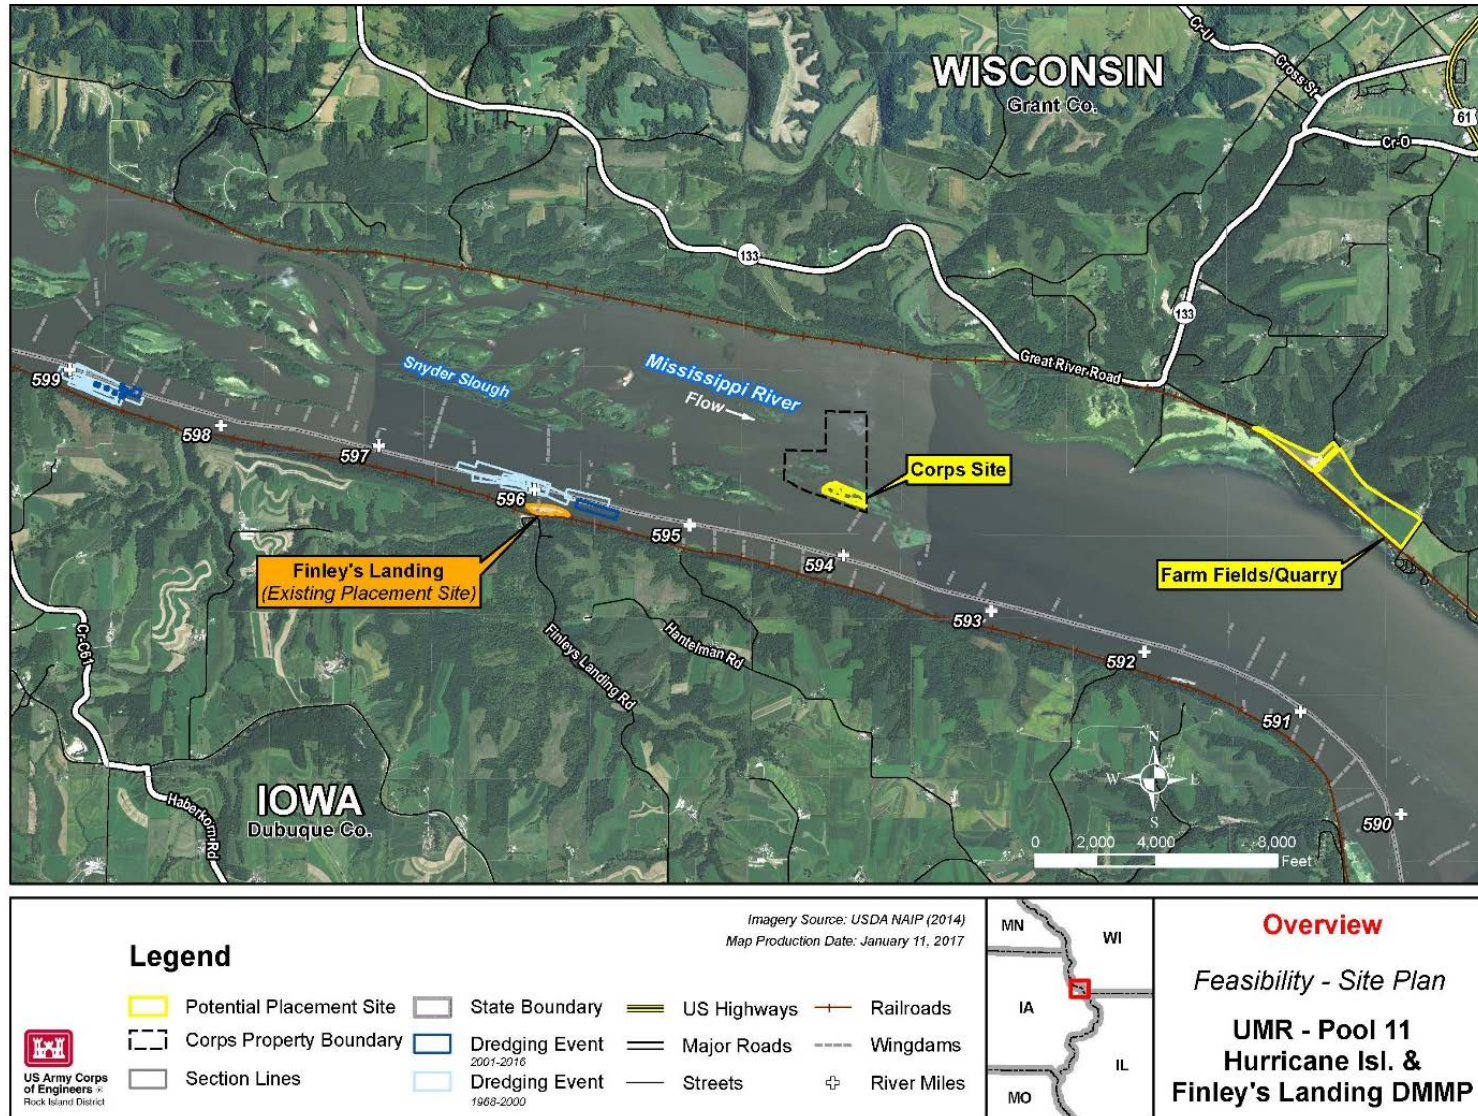 WISCONSIN
Grant Co.
Cr-U
Cross St
61
Cr-O
133
133
Great River Road
Mississippi River
Flow
Snyder Slough
599
598
597
596
595
594
593
592
591
590
Corps Site
Farm Fields/Quarry
Finley's Landing
(Existing Placement Site)
Finleys Landing Rd
Hantelman Rd
Cr-C61
Haberkorn Rd
IOWA
Dubuque Co.
N
W E
S
0 2,000 4,000 8,000
Feet
Imagery Source: USDA NAIP (2014)
Map Production Date: January 11, 2017
Legend
Potential Placement Site
Corps Property Boundary
Section Lines
State Boundary
Dredging Event
2001-2016
Dredging Event
1968-2000
US Highways
Major Roads
Streets
Railroads
Wingdams
River Miles
US Army Corps
of Engineers ®
Rock Island District
MN
WI
IA
IL
MO
Overview
Feasibility - Site Plan
UMR - Pool 11
Hurricane Isl. &
Finley's Landing DMMP